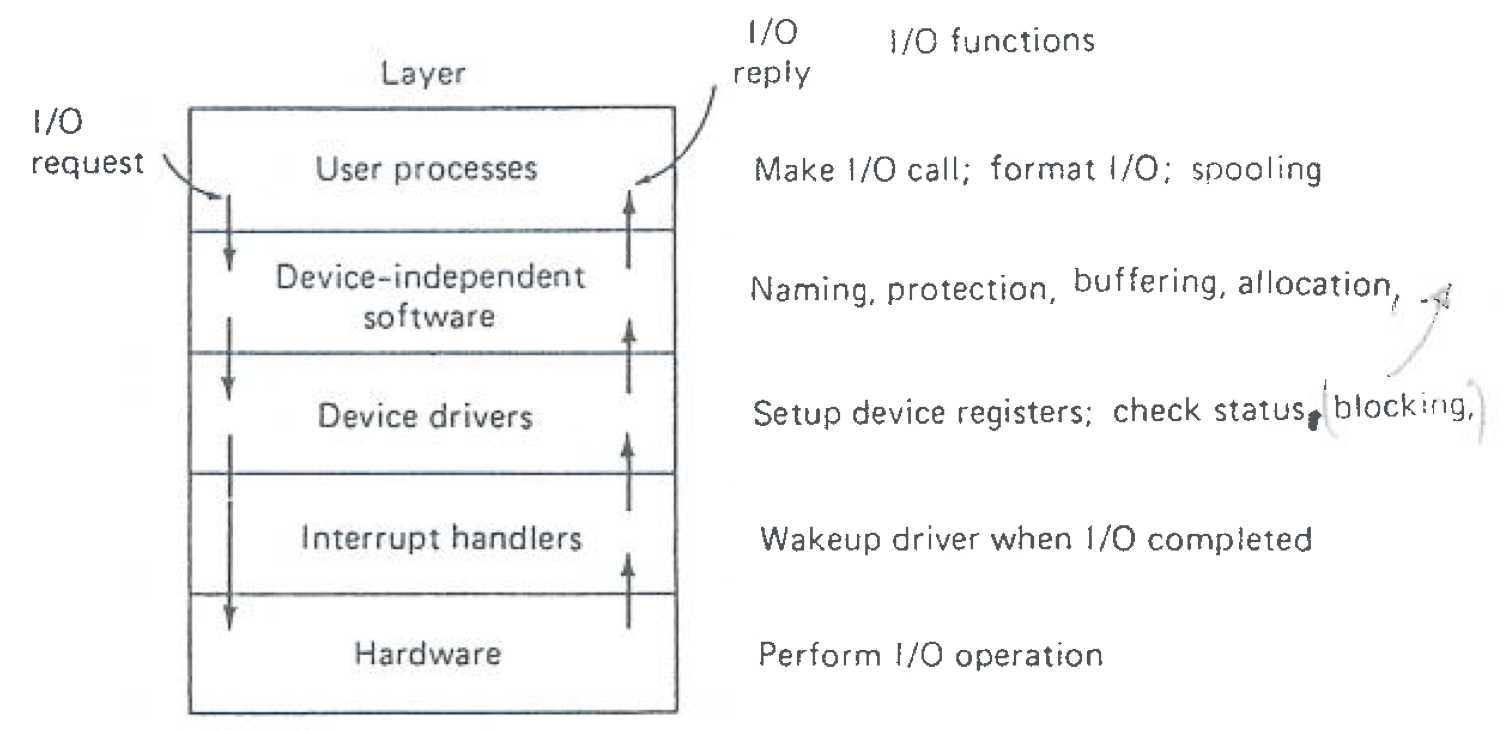 I/O
reply
I/O functions
Layer
I/O
request
User processes
Make I/O call; format I/O; spooling
Device-independent
software
Naming, protection, buffering, allocation,
Device drivers
Setup device registers; check status, (blocking,)
Interrupt handlers
Wakeup driver when I/O completed
Hardware
Perform I/O operation